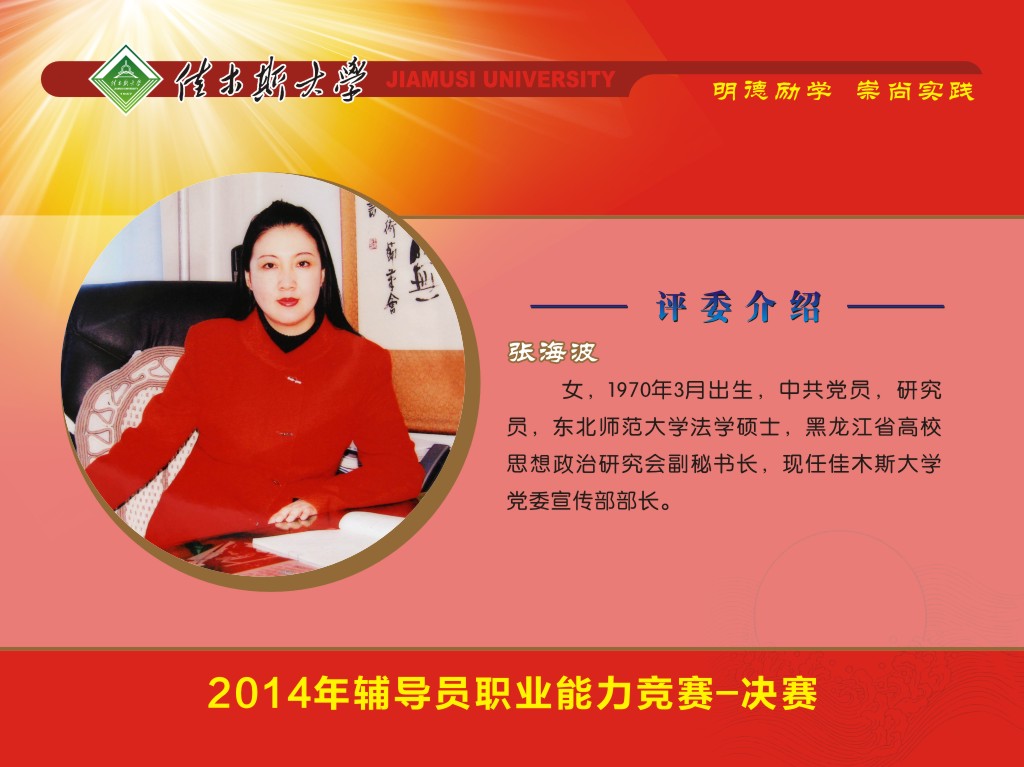 佳木斯大学 JIAMUSI UNIVERSITY
明德励学 崇尚实践
评委介绍
张海波
女，1970年3月出生，中共党员，研究
员，东北师范大学法学硕士，黑龙江省高校
思想政治研究会副秘书长，现任佳木斯大学
党委宣传部部长。
2014年辅导员职业能力竞赛-决赛